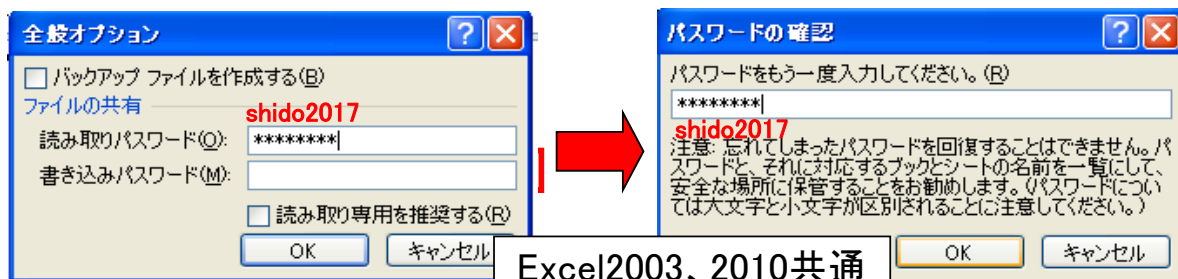 全般オプション
バックアップ ファイルを作成する(B)
ファイルの共有
shido2017
読み取りパスワード(O):
********
書き込みパスワード(M):
読み取り専用を推奨する(R)
OK
キャンセル
パスワードの確認
パスワードをもう一度入力してください。(R)
********
shido2017
注意: 忘れてしまったパスワードを回復することはできません。パ
スワードと、それに対応するブックとシートの名前を一覧にして、
安全な場所に保管することをお勧めします。(パスワードについ
ては大文字と小文字が区別されることに注意してください。)
OK
キャンセル
Excel2003、2010共通